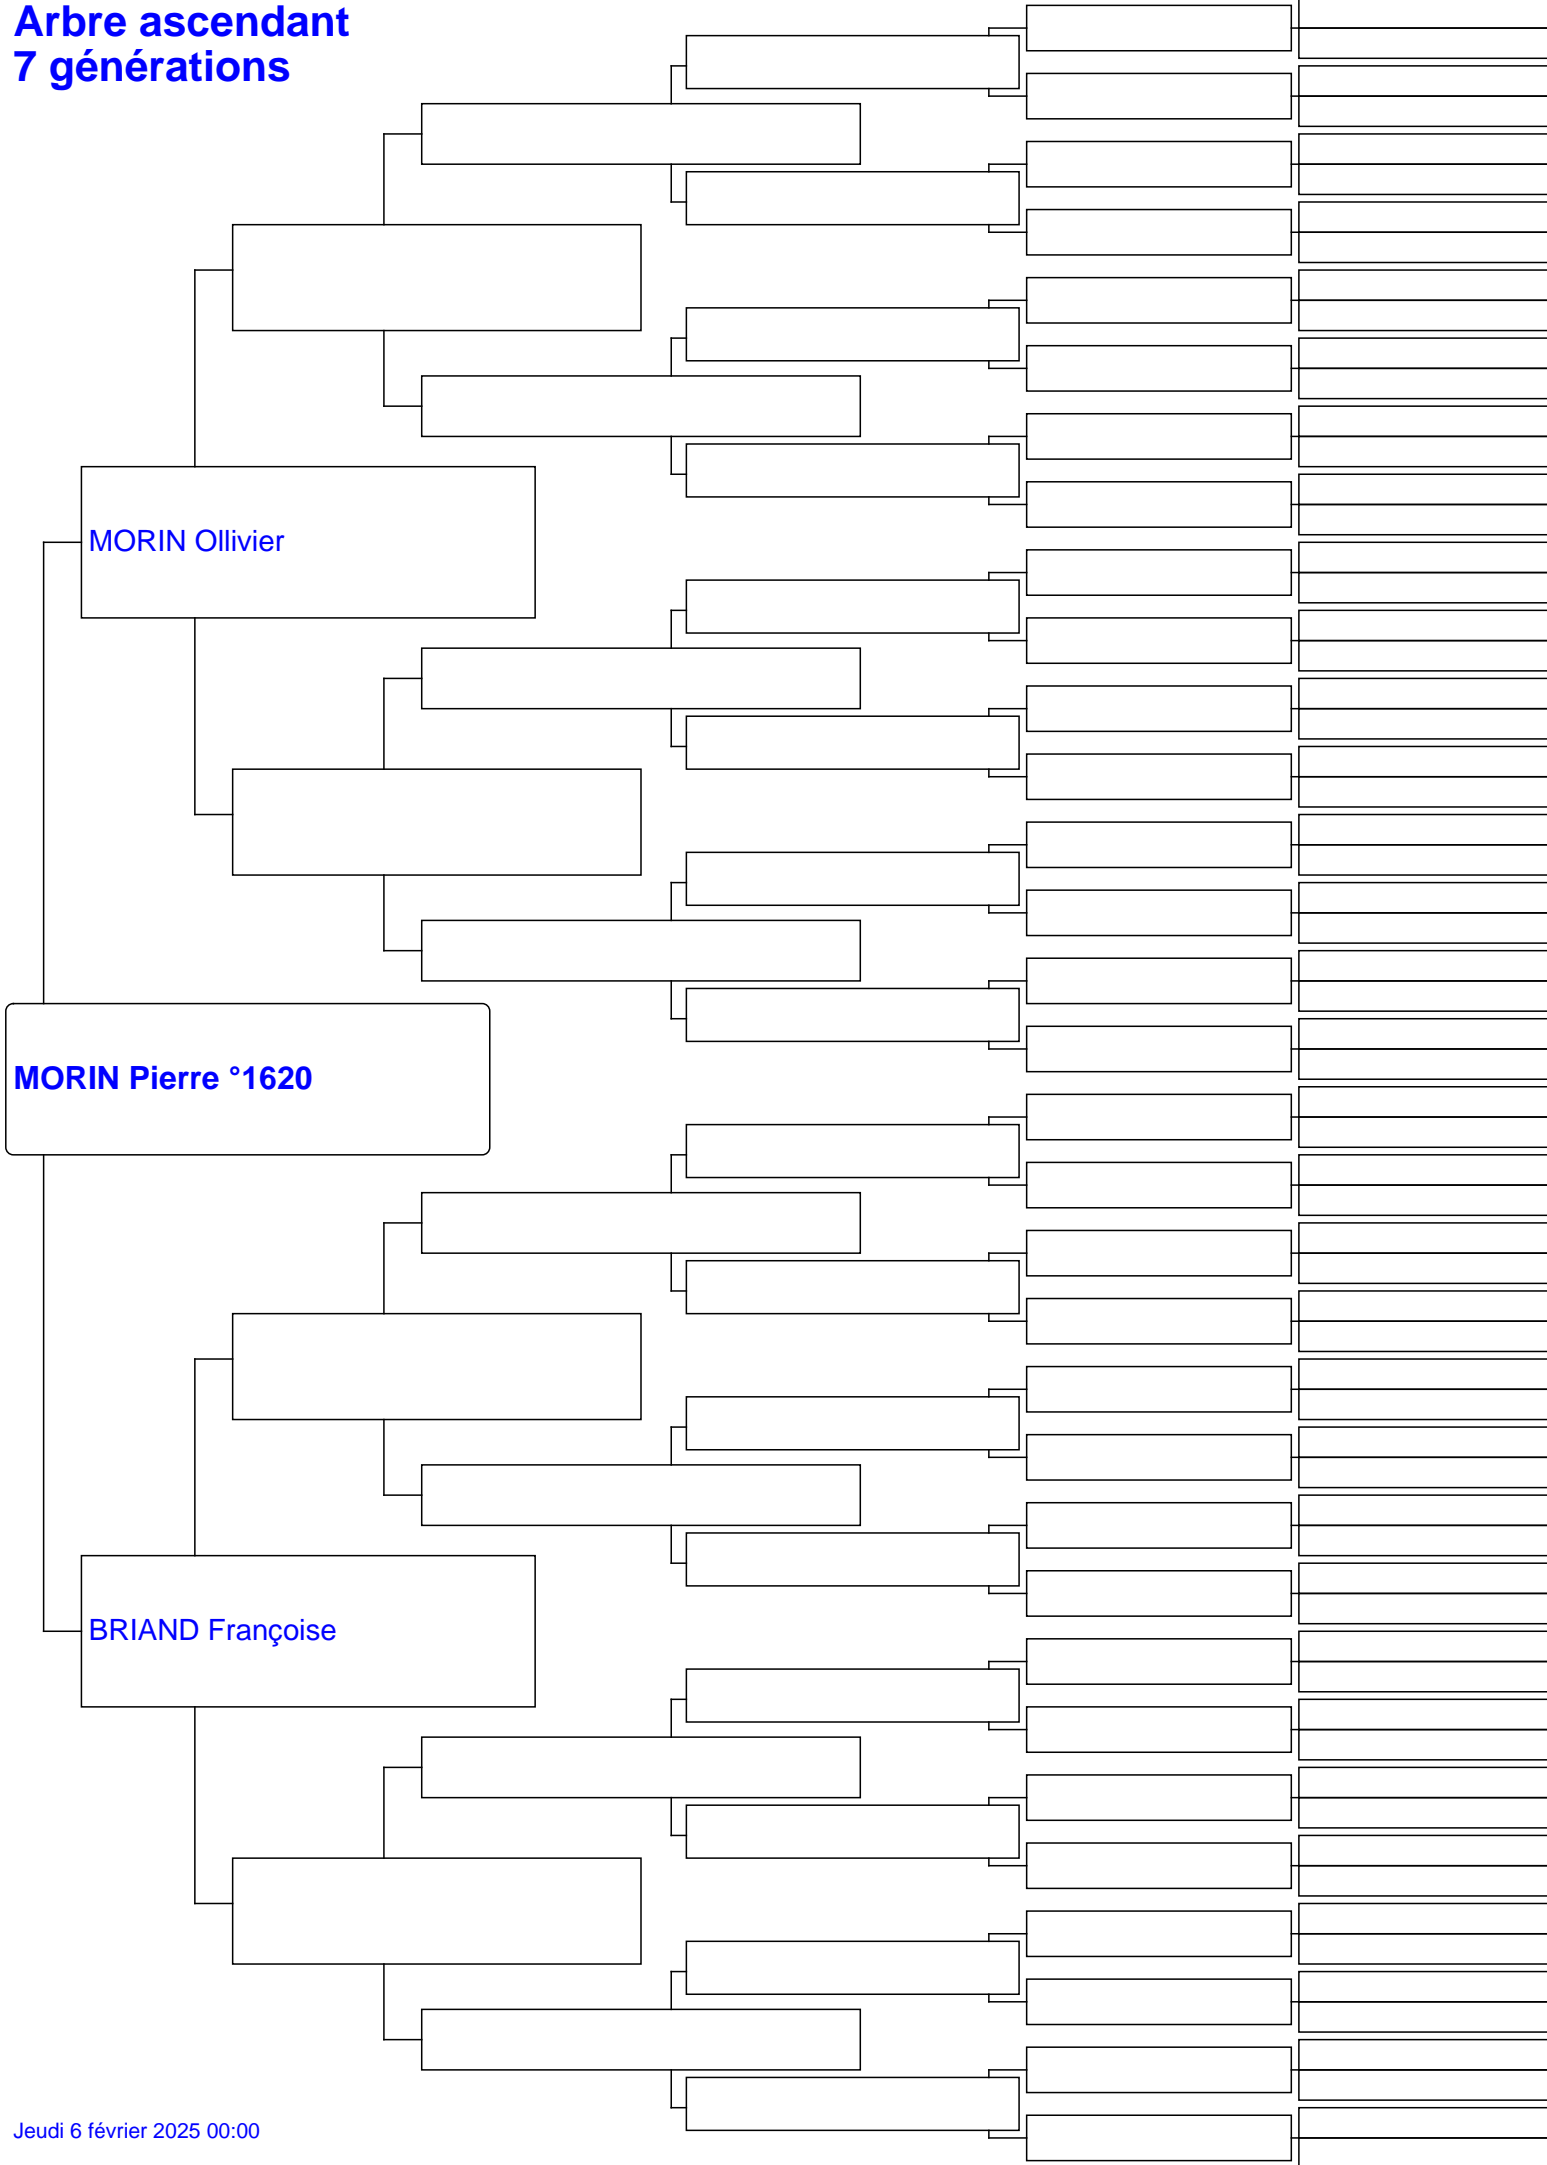 Arbre ascendant
7 générations
MORIN Ollivier
MORIN Pierre °1620
BRIAND Françoise
Jeudi 6 février 2025 00:00